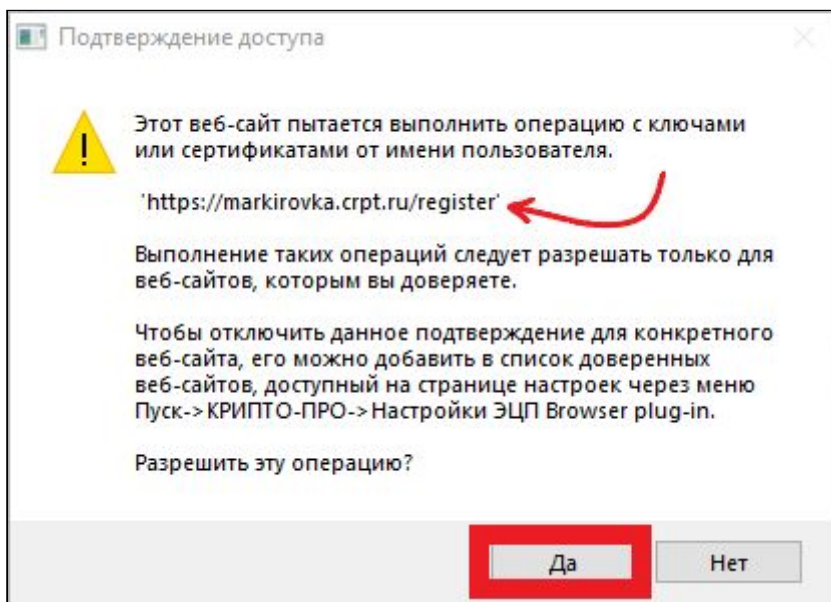 Подтверждение доступа
Этот веб-сайт пытается выполнить операцию с ключами
или сертификатами от имени пользователя.
'https://markirovka.crpt.ru/register'
Выполнение таких операций следует разрешать только для
веб-сайтов, которым вы доверяете.
Чтобы отключить данное подтверждение для конкретного
веб-сайта, его можно добавить в список доверенных
веб-сайтов, доступный на странице настроек через меню
Пуск->КРИПТО-ПРО->Настройки ЭЦП Browser plug-in.
Разрешить эту операцию?
Да
Нет